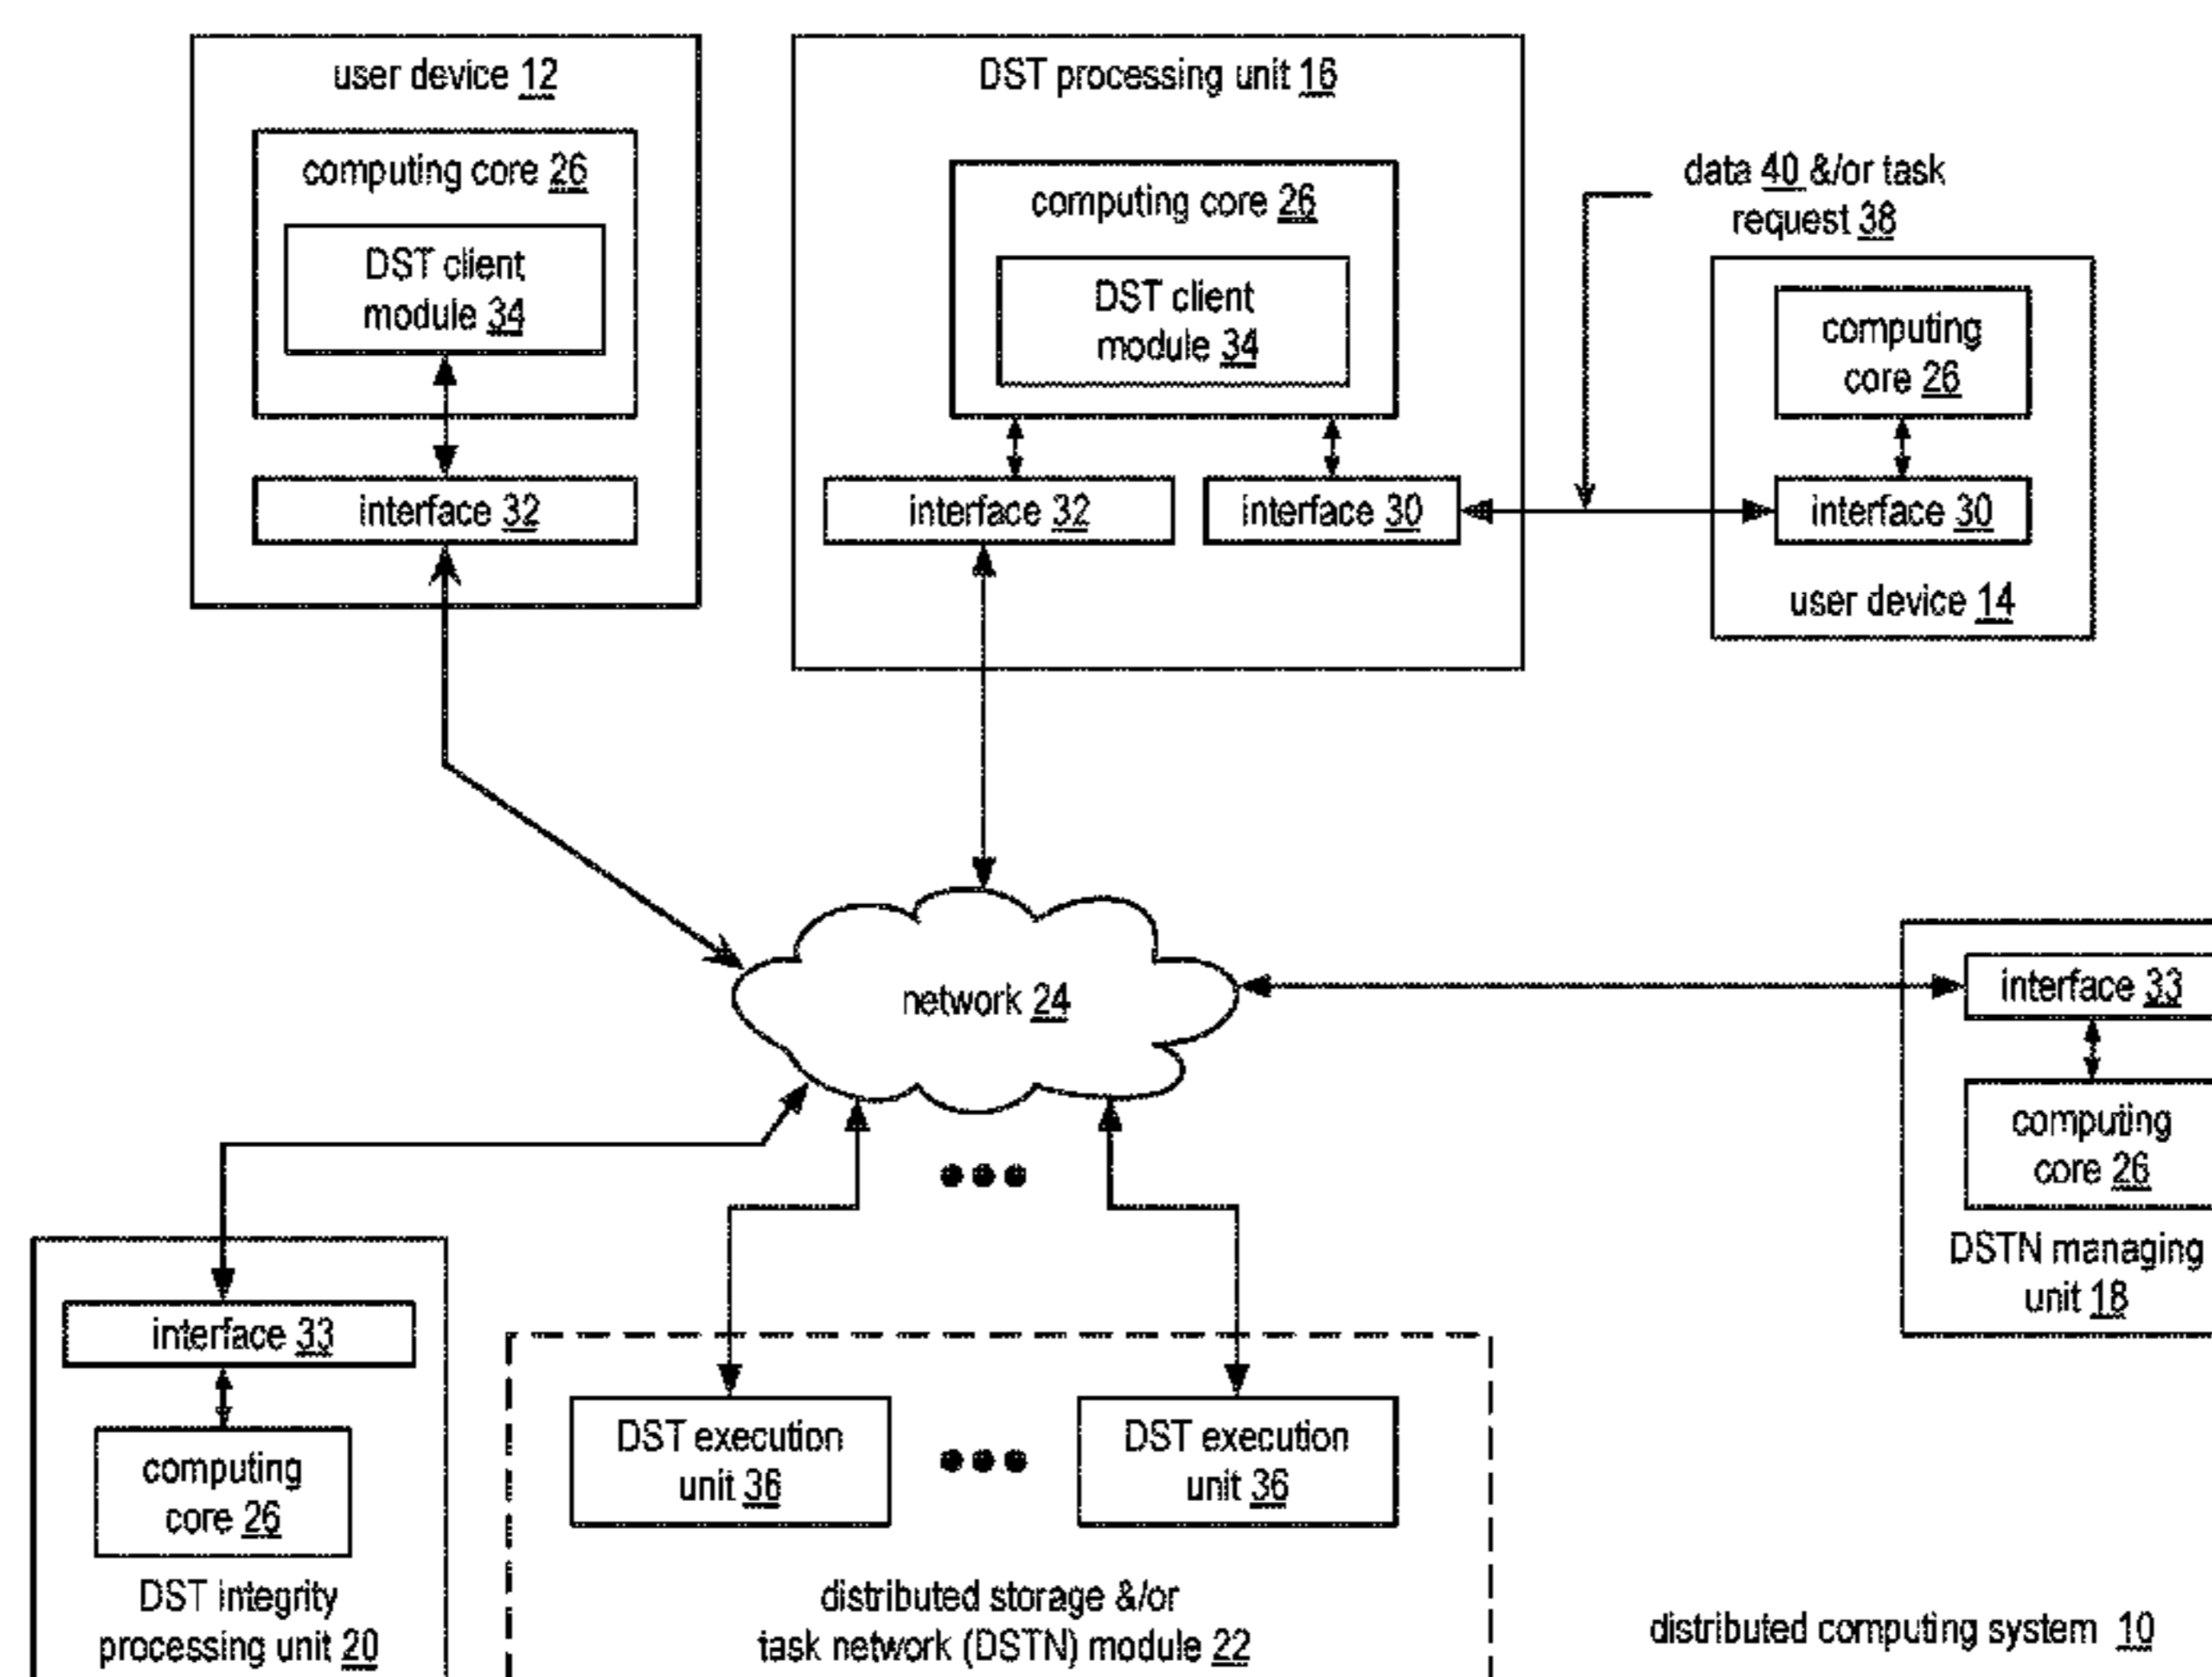 user device 12
computing core 26
DST client
module 34
interface 32
DST processing unit 16
computing core 26
DST client
module 34
interface 32
interface 30
data 40 &/or task
request 38
computing
core 26
interface 30
user device 14
network 24
interface 33
computing
core 26
DSTN managing
unit 18
interface 33
computing
core 26
DST integrity
processing unit 20
DST execution
unit 36
DST execution
unit 36
distributed storage &/or
task network (DSTN) module 22
distributed computing system 10